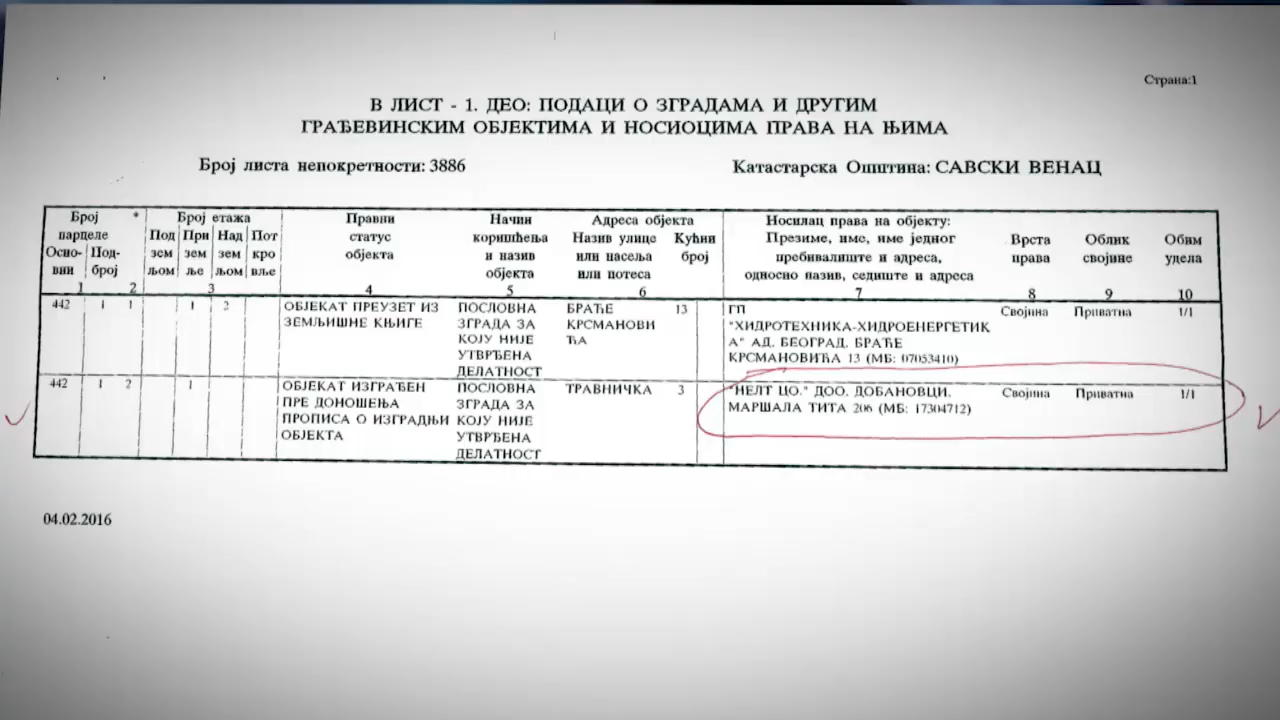 Страна:1
В ЛИСТ - 1. ДЕО: ПОДАЦИ О ЗГРАДАМА И ДРУГИМ
ГРАЂЕВИНСКИМ ОБЈЕКТИМА И НОСИОЦИМА ПРАВА НА ЊИМА
Број листа непокретности: 3886 Катастарска Општина: САВСКИ ВЕНАЦ
Број * Број етажа Правни Начин Адреса објекта Носилац права на објекту:
парцеле Под При Над Пот статус коришћења Назив улице Кућни Презиме, име, име једног Врста Облик Обим
Осно- Под- зем зем зем кро објекта и назив или насеља број пребивалиште и адреса, права својине удела
вни број њом ље њом вље објекта или потеса односно назив, седиште и адреса
1 2 3 4 5 6 7 8 9 10
442 1 1 1 2 ОБЈЕКАТ ПРЕУЗЕТ ИЗ ПОСЛОВНА БРАЋЕ 13 ГП Својина Приватна 1/1
ЗЕМЉИШНЕ КЊИГЕ ЗГРАДА ЗА КРСМАНОВИ "ХИДРОТЕХНИКА-ХИДРОЕНЕРГЕТИК
КОЈУ НИЈЕ ЋА А" АД. БЕОГРАД. БРАЋЕ
УТВРЂЕНА КРСМАНОВИЋА 13 (МБ: 07053410)
ДЕЛАТНОСТ
442 1 2 1 ОБЈЕКАТ ИЗГРАЂЕН ПОСЛОВНА ТРАВНИЧКА 3 "НЕЛТ ЦО." ДОО. ДОБАНОВЦИ. Својина Приватна 1/1
ПРЕ ДОНОШЕЊА ЗГРАДА ЗА МАРШАЛА ТИТА 206 (МБ: 17304712)
ПРОПИСА О ИЗГРАДЊИ КОЈУ НИЈЕ
ОБЈЕКТА УТВРЂЕНА
ДЕЛАТНОСТ
04.02.2016